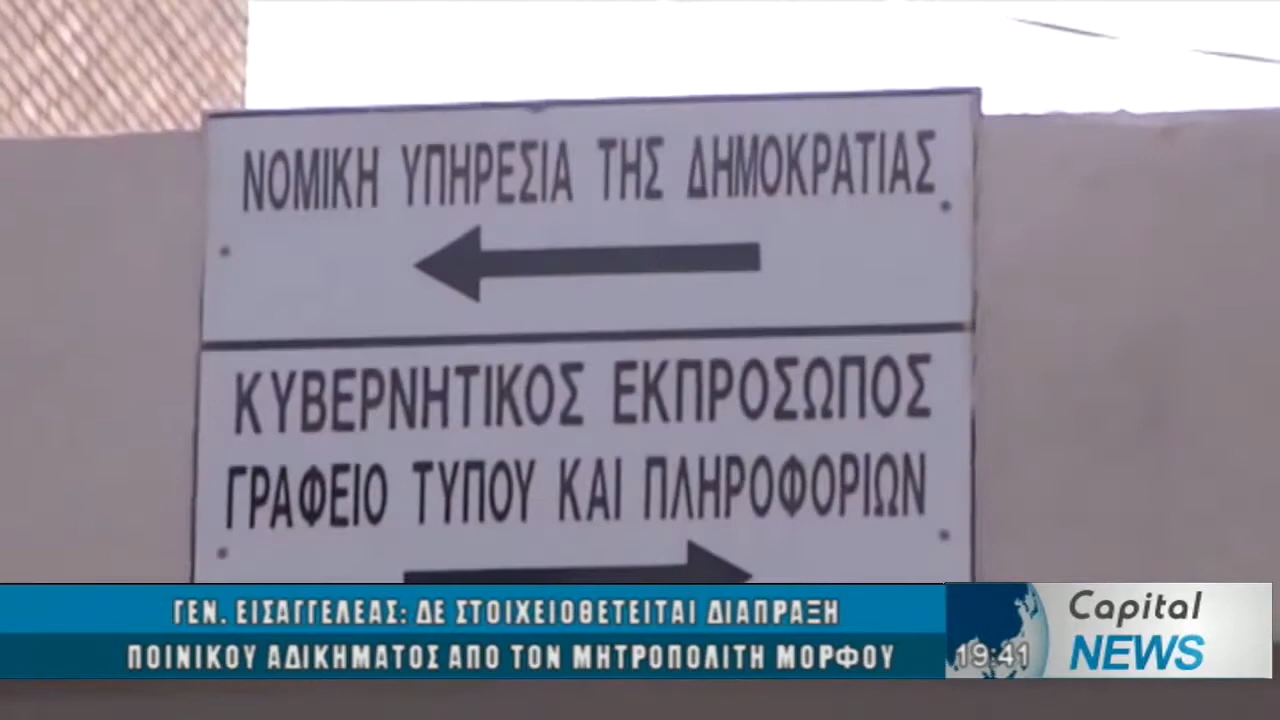 ΝΟΜΙΚΗ ΥΠΗΡΕΣΙΑ ΤΗΣ ΔΗΜΟΚΡΑΤΙΑΣ
ΚΥΒΕΡΝΗΤΙΚΟΣ ΕΚΠΡΟΣΩΠΟΣ
ΓΡΑΦΕΙΟ ΤΥΠΟΥ ΚΑΙ ΠΛΗΡΟΦΟΡΙΩΝ
ΓΕΝ. ΕΙΣΑΓΓΕΛΕΑΣ: ΔΕ ΣΤΟΙΧΕΙΟΘΕΤΕΙΤΑΙ ΔΙΑΠΡΑΞΗ
ΠΟΙΝΙΚΟΥ ΑΔΙΚΗΜΑΤΟΣ ΑΠΟ ΤΟΝ ΜΗΤΡΟΠΟΛΙΤΗ ΜΟΡΦΟΥ
19:41
Capital
NEWS